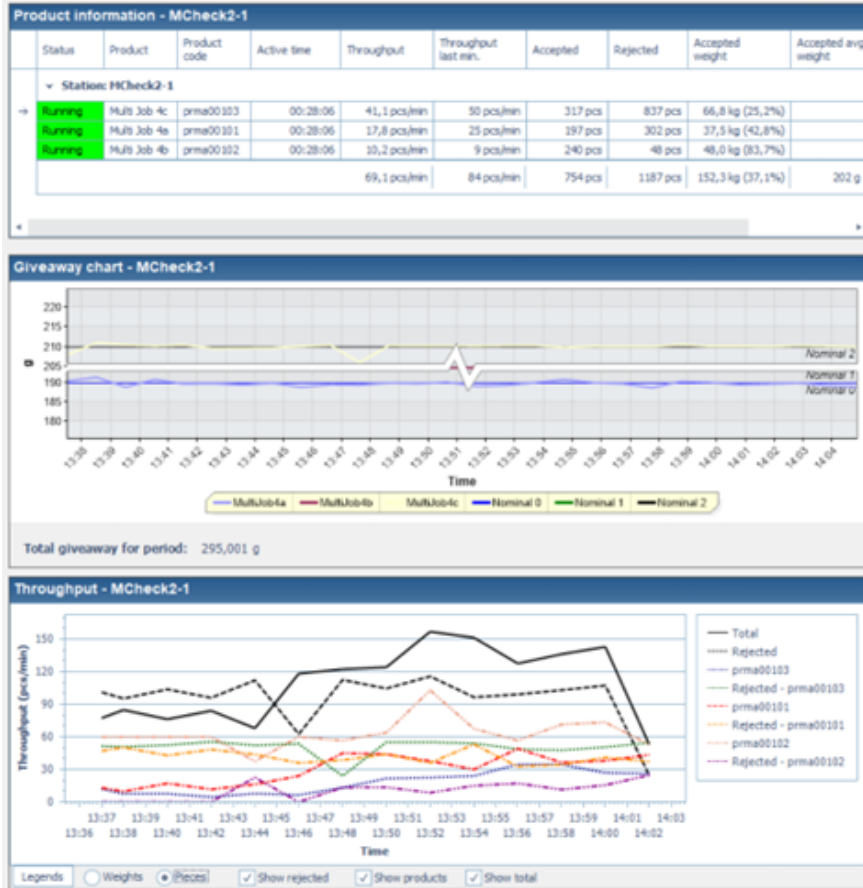 Product information - MCheck2-1
Status Product Product code Active time Throughput Throughput last min. Accepted Rejected Accepted weight Accepted avg weight
Station: MCheck2-1
Running Multi Job 4c prma00103 00:28:06 41,1 pcs/min 50 pcs/min 317 pcs 837 pcs 66,8 kg (25,2%)
Running Multi Job 4a prma00101 00:28:06 17,8 pcs/min 25 pcs/min 197 pcs 302 pcs 37,5 kg (42,8%)
Running Multi Job 4b prma00102 00:28:06 10,2 pcs/min 9 pcs/min 240 pcs 48 pcs 48,0 kg (83,7%)
69,1 pcs/min 84 pcs/min 754 pcs 1187 pcs 152,3 kg (37,1%) 202 g
Giveaway chart - MCheck2-1
220
215
210
Nominal 2
205
g
190
Nominal 1
Nominal 0
185
180
13:38 13:39 13:40 13:41 13:42 13:43 13:44 13:45 13:46 13:47 13:48 13:49 13:50 13:51 13:52 13:53 13:54 13:55 13:56 13:57 13:58 13:59 14:00 14:01 14:02 14:03 14:04
Time
MultiJob4a MultiJob4b MultiJob4c Nominal 0 Nominal 1 Nominal 2
Total giveaway for period: 295,001 g
Throughput - MCheck2-1
Throughput (pcs/min)
150
120
90
60
30
0
Total
Rejected
prma00103
Rejected - prma00103
prma00101
Rejected - prma00101
prma00102
Rejected - prma00102
13:37 13:39 13:41 13:43 13:45 13:47 13:49 13:51 13:53 13:55 13:57 13:59 14:01 14:03
13:36 13:38 13:40 13:42 13:44 13:46 13:48 13:50 13:52 13:54 13:56 13:58 14:00 14:02
Time
Legends Weights Pieces Show rejected Show products Show total